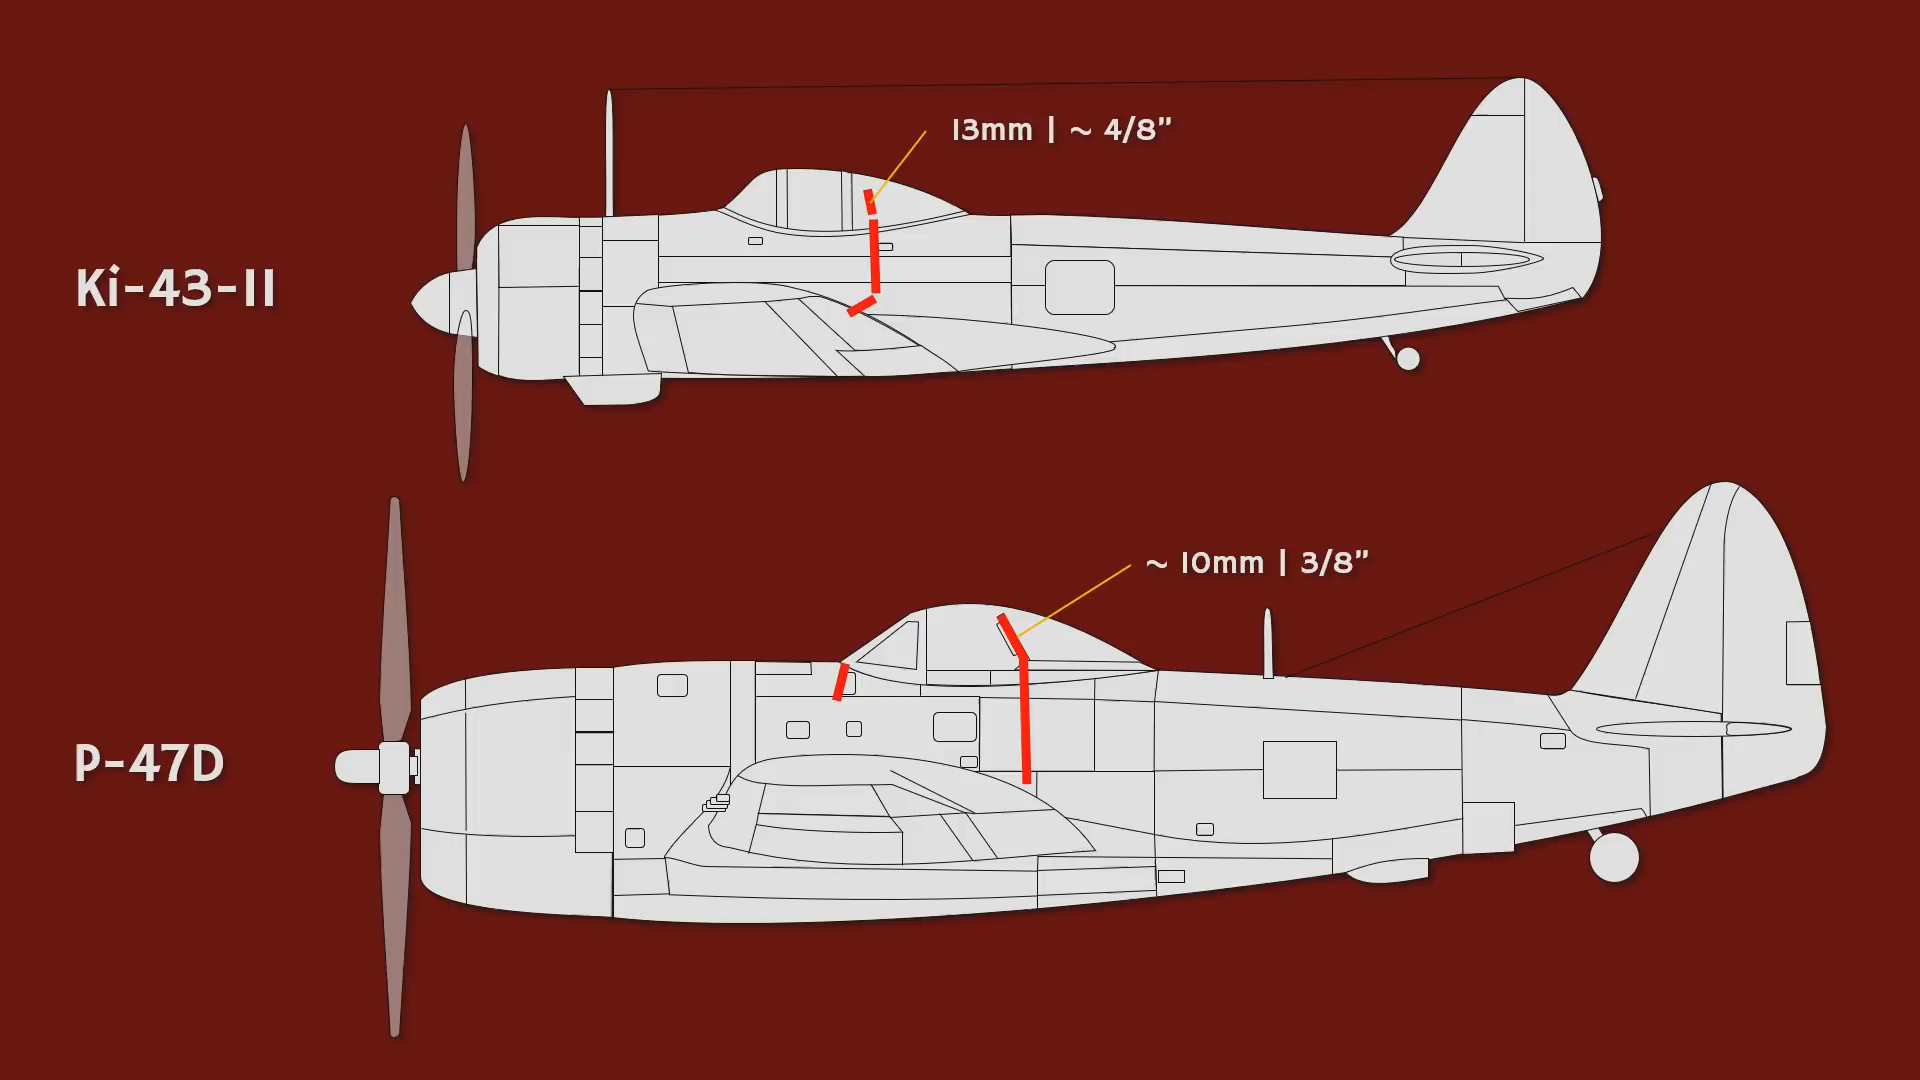 13mm | ~ 4/8”
Ki-43-II
~ 10mm | 3/8”
P-47D